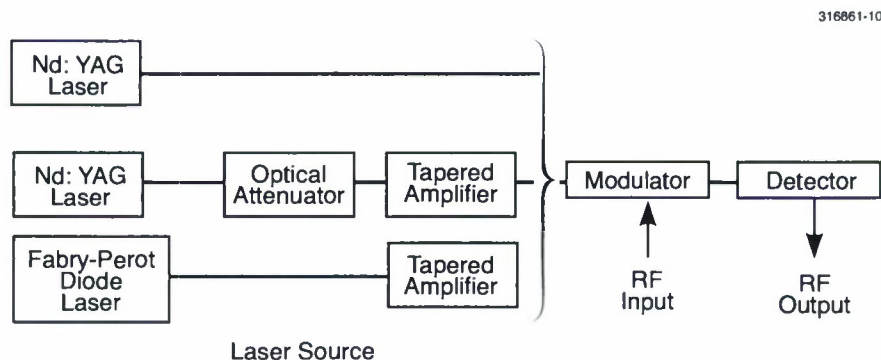 316861-10
Nd: YAG
Laser
Nd: YAG
Laser
Optical
Attenuator
Tapered
Amplifier
Modulator
Detector
Fabry-Perot
Diode
Laser
Tapered
Amplifier
RF
Input
RF
Output
Laser Source